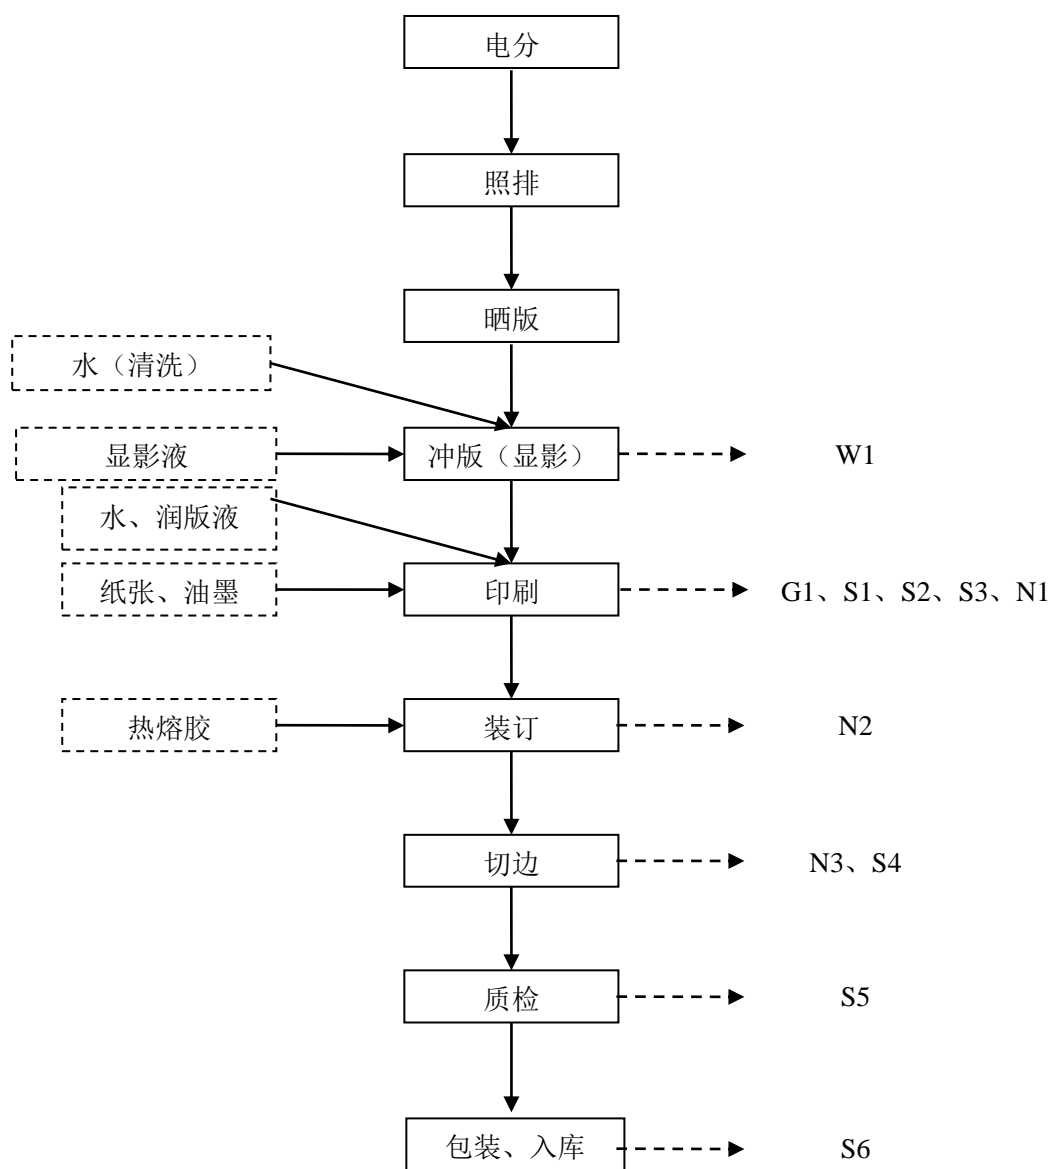 电分
照排
晒版
水（清洗）
显影液
冲版（显影）
W1
水、润版液
纸张、油墨
印刷
G1、S1、S2、S3、N1
热熔胶
装订
N2
切边
N3、S4
质检
S5
包装、入库
S6